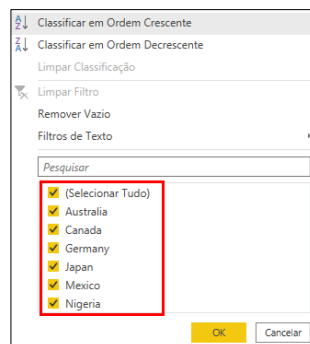 Classificar em Ordem Crescente
Classificar em Ordem Decrescente
Limpar Classificação
Limpar Filtro
Remover Vazio
Filtros de Texto
Pesquisar
(Selecionar Tudo)
Australia
Canada
Germany
Japan
Mexico
Nigeria
OK
Cancelar